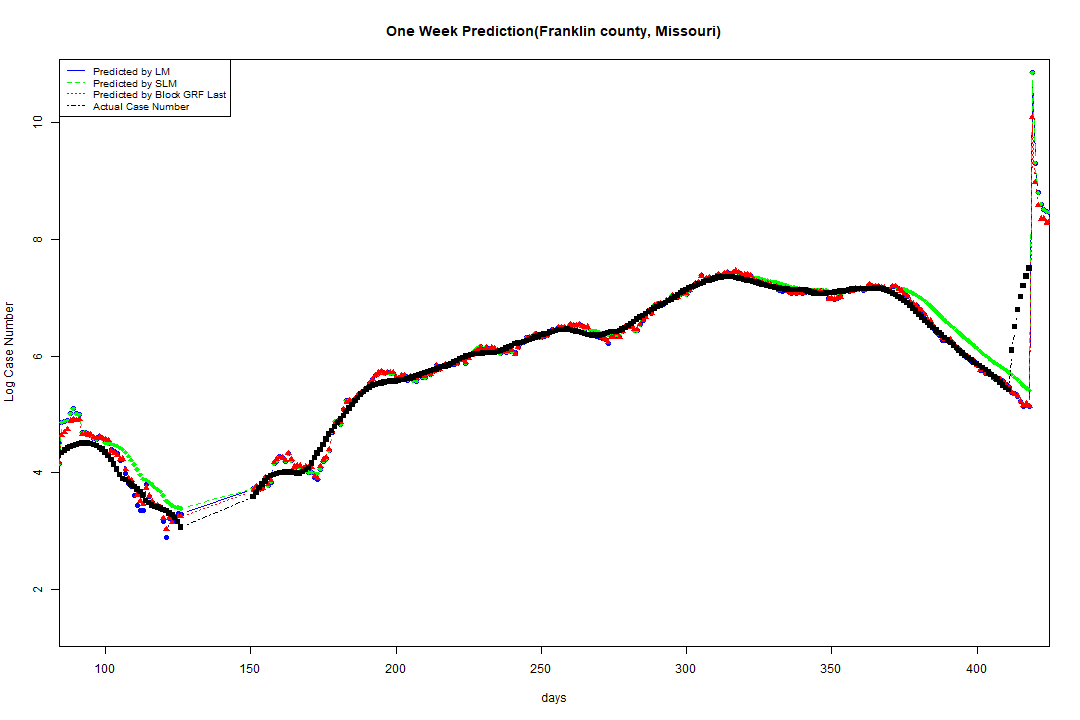 One Week Prediction(Franklin county, Missouri)
Predicted by LM
Predicted by SLM
Predicted by Block GRF Last
Actual Case Number
Log Case Number
10
8
6
4
2
100 150 200 250 300 350 400
days